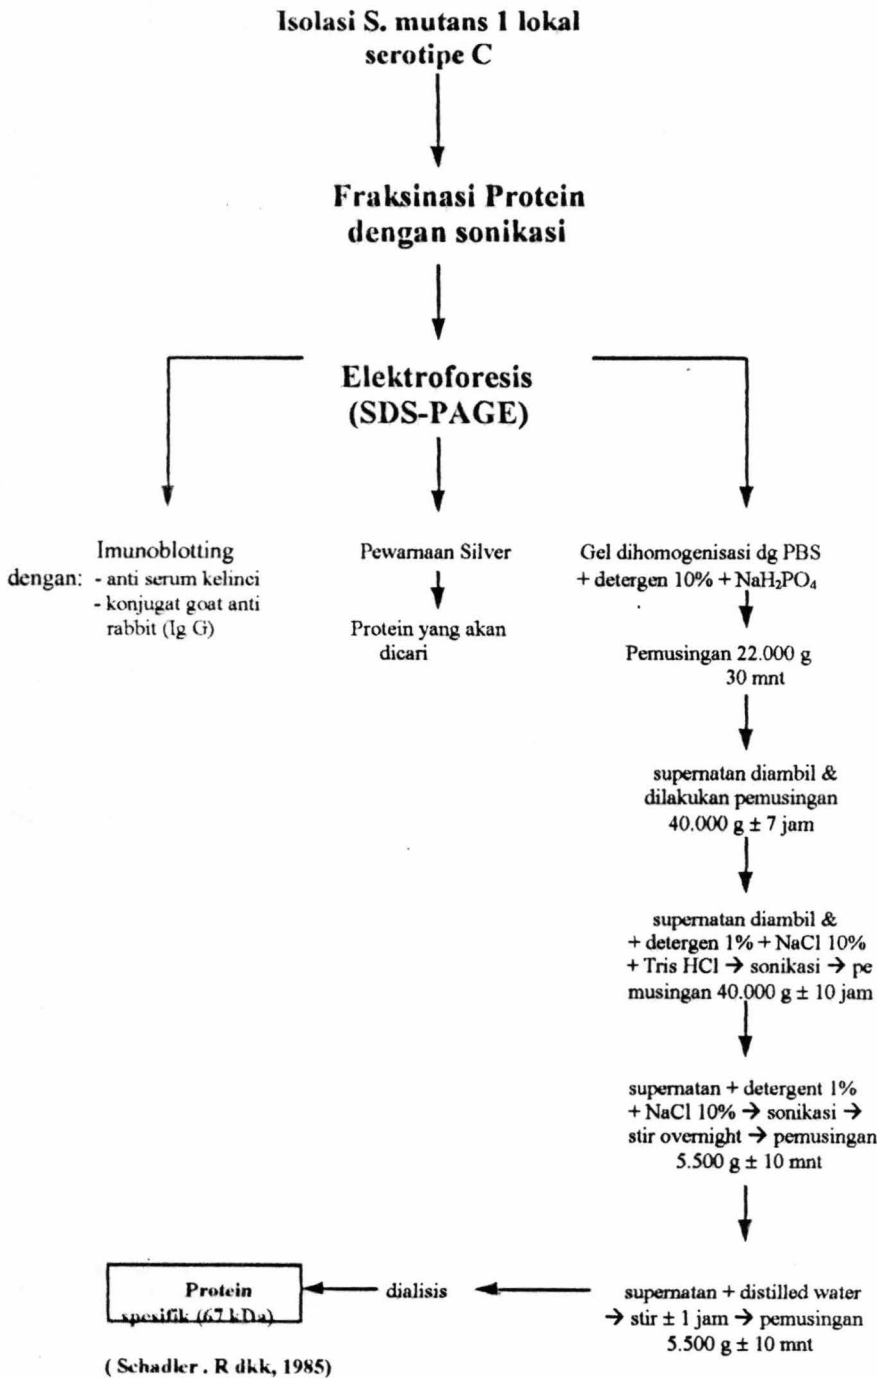 Isolasi S. mutans 1 lokal
serotipe C
Fraksinasi Protein
dengan sonikasi
Elektroforesis
(SDS-PAGE)
Imunoblotting
dengan: - anti serum kelinci
- konjugat goat anti
rabbit (Ig G)
Pewarnaan Silver
Protein yang akan
dicari
Gel dihomogenisasi dg PBS
+ detergen 10% + NaH₂PO₄
Pemusingan 22.000 g
30 mnt
supernatan diambil &
dilakukan pemusingan
40.000 g ± 7 jam
supernatan diambil &
+ detergen 1% + NaCl 10%
+ Tris HCl → sonikasi → pe
musingan 40.000 g ± 10 jam
supernatan + detergent 1%
+ NaCl 10% → sonikasi →
stir overnight → pemusingan
5.500 g ± 10 mnt
supernatan + distilled water
→ stir ± 1 jam → pemusingan
5.500 g ± 10 mnt
dialisis
Protein
spesifik (67 kDa)
( Schadler . R dkk, 1985)